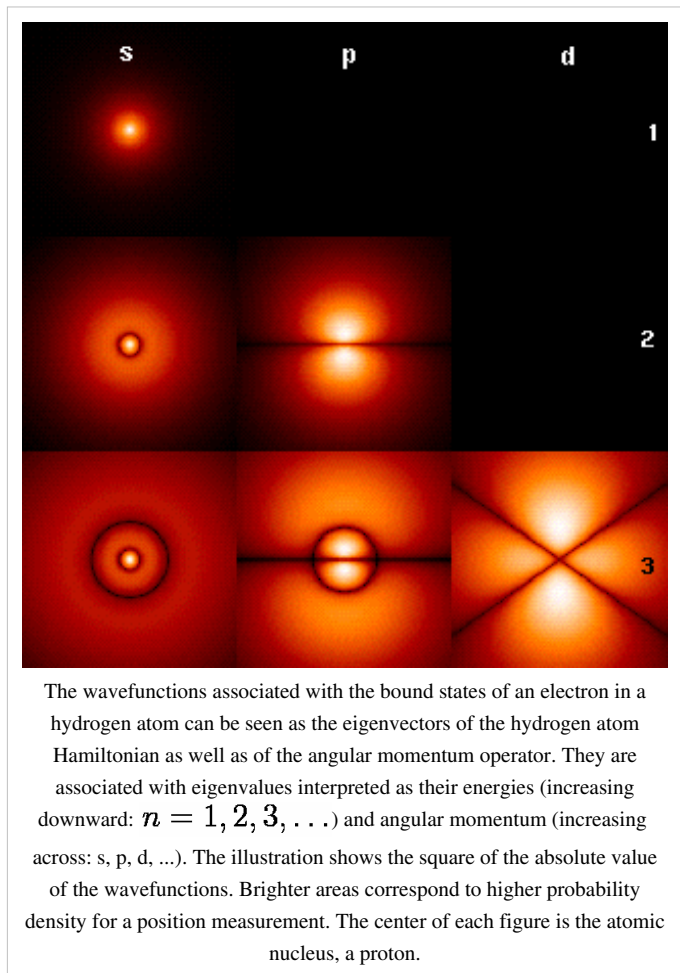 s p d
1
2
3
The wavefunctions associated with the bound states of an electron in a
hydrogen atom can be seen as the eigenvectors of the hydrogen atom
Hamiltonian as well as of the angular momentum operator. They are
associated with eigenvalues interpreted as their energies (increasing
downward: n = 1, 2, 3, . . .) and angular momentum (increasing
across: s, p, d, ...). The illustration shows the square of the absolute value
of the wavefunctions. Brighter areas correspond to higher probability
density for a position measurement. The center of each figure is the atomic
nucleus, a proton.